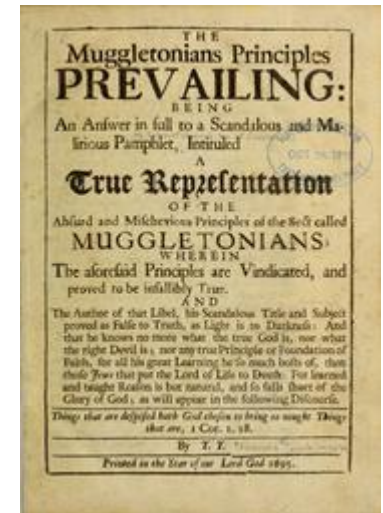 THE
Muggletonians Principles
PREVAILING:
BEING
An Answer in full to a Scandalous and Ma-
litious Pamphlet, Intituled
A
True Representation
OF THE
Absurd and Mischevious Principles of the Sect called
MUGGLETONIANS;
WHEREIN
The aforesaid Principles are Vindicated, and
proved to be infallibly True.
AND
The Author of that Libel, his Scandalous Title and Subject
proved as False to Truth, as Light is to Darkness: And
that he knows no more what the true God is, nor what
the right Devil is; nor any true Principle or Foundation of
Faith, for all his great Learning he so much boasts of, then
those Jews that put the Lord of Life to Death: For learned
and taught Reason is but natural, and so falls short of the
Glory of God; as will appear in the following Discourse.
Things that are despised hath God chosen to bring to nought Things
that are, 1 Cor. 1. 28.
By T. T.
Printed in the Year of our Lord God 1695.